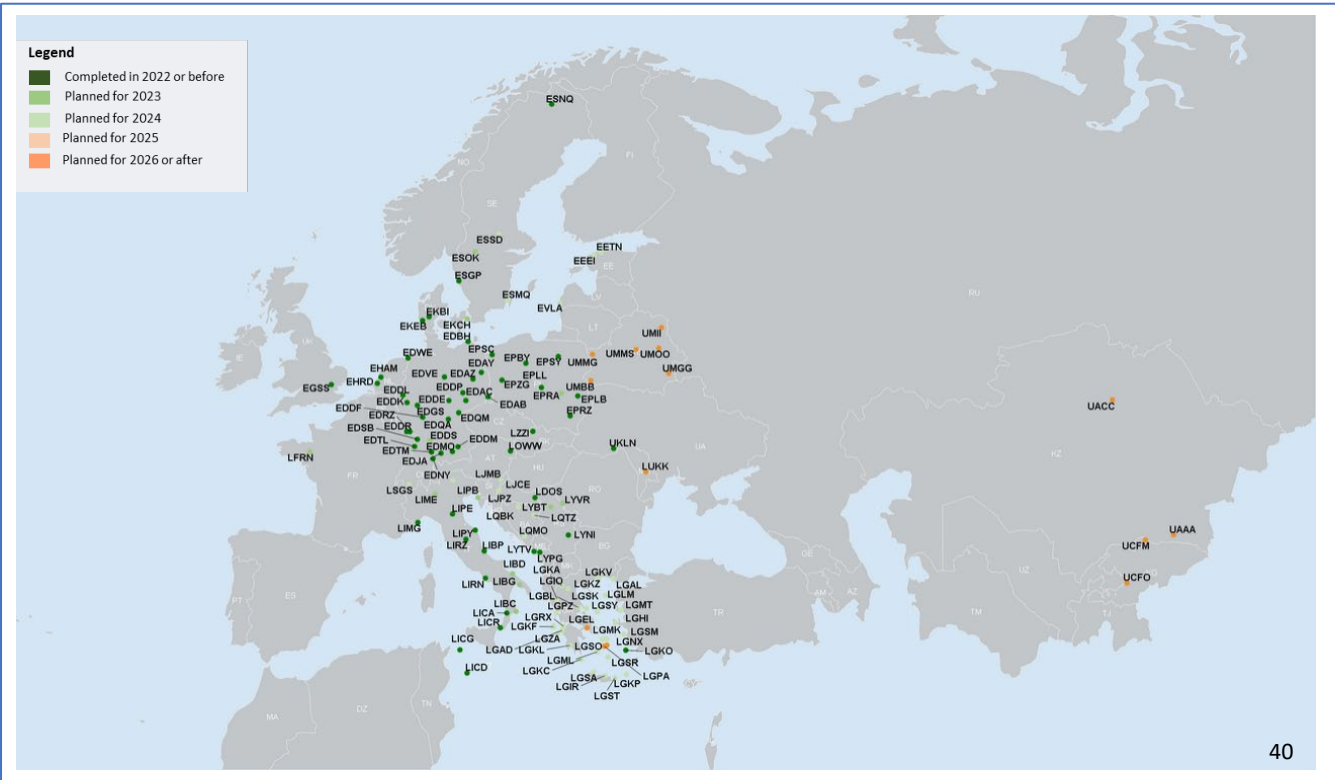 Legend
Completed in 2022 or before
Planned for 2023
Planned for 2024
Planned for 2025
Planned for 2026 or after
ESNQ
NO
FI
SE
ESSD
EETN
ESOK
EEEI
EE
ESGP
RU
ESMQ
EVLA
LV
EKBI
EKEB
EKCH
LT
UMII
EDBH
IE
UK
EDWE
EPSC
EPBY
EPSY
UMMG
UMMS
UMOO
EDAY
EHAM
EDVE
EDAZ
EPLL
UMGG
EGSS
EHRD
EDDP
EPZG
UMBB
EDDL
EDAC
EPRA
EPLB
UACC
EDDK
EDDE
EDAB
EDDF
EDGS
EPRZ
EDRZ
EDQA
EDQM
EDSB
EDDR
EDDS
CZ
LZZI
EDTL
EDMO
EDDM
LOWW
UKLN
UA
EDTM
KZ
LFRN
EDJA
EDNY
AT
HU
LUKK
FR
LJMB
LSGS
LIPB
LJCE
LDOS
RO
LIME
LJPZ
LYBT
LYVR
LIPE
LQBK
LQTZ
LIMG
LIPY
LQMO
LYNI
UAAA
LIRZ
LIBP
LYTV
LYPG
BG
UCFM
LIBD
LGKA
LGKV
GE
UZ
LIRN
LIBG
LGIO
LGKZ
LGAL
UCFO
PT
ES
LGBL
LGSK
LGLM
AM
AZ
LIBC
LGPZ
LGSY
LGMT
TR
TM
TJ
LICA
LGRX
LGEL
LGHI
LICR
LGKF
LGMK
LGSM
LICG
LGZA
LGNX
LGAD
LGKL
LGSO
LGKO
LICD
LGML
LGSR
LGKC
LGPA
LGSA
LGKP
LGIR
LGST
MA
DZ
TN
40